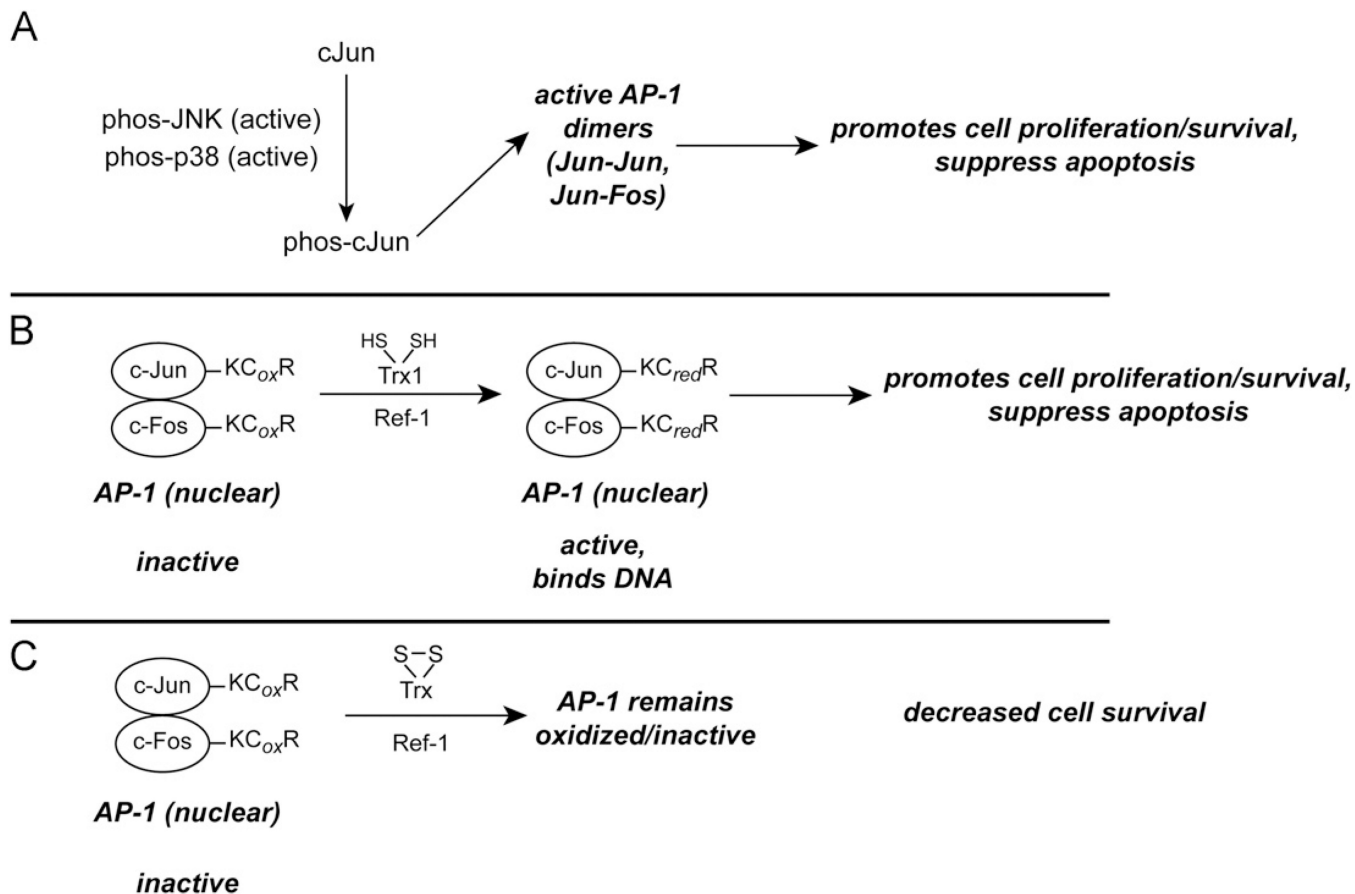 A
cJun
phos-JNK (active)
phos-p38 (active)
phos-cJun
active AP-1
dimers
(Jun-Jun,
Jun-Fos)
promotes cell proliferation/survival,
suppress apoptosis
B
c-Jun
KCoxR
c-Fos
KCoxR
AP-1 (nuclear)
inactive
HS SH
Trx1
Ref-1
c-Jun
KCredR
c-Fos
KCredR
AP-1 (nuclear)
active,
binds DNA
promotes cell proliferation/survival,
suppress apoptosis
C
c-Jun
KCoxR
c-Fos
KCoxR
AP-1 (nuclear)
inactive
S–S
Trx
Ref-1
AP-1 remains
oxidized/inactive
decreased cell survival